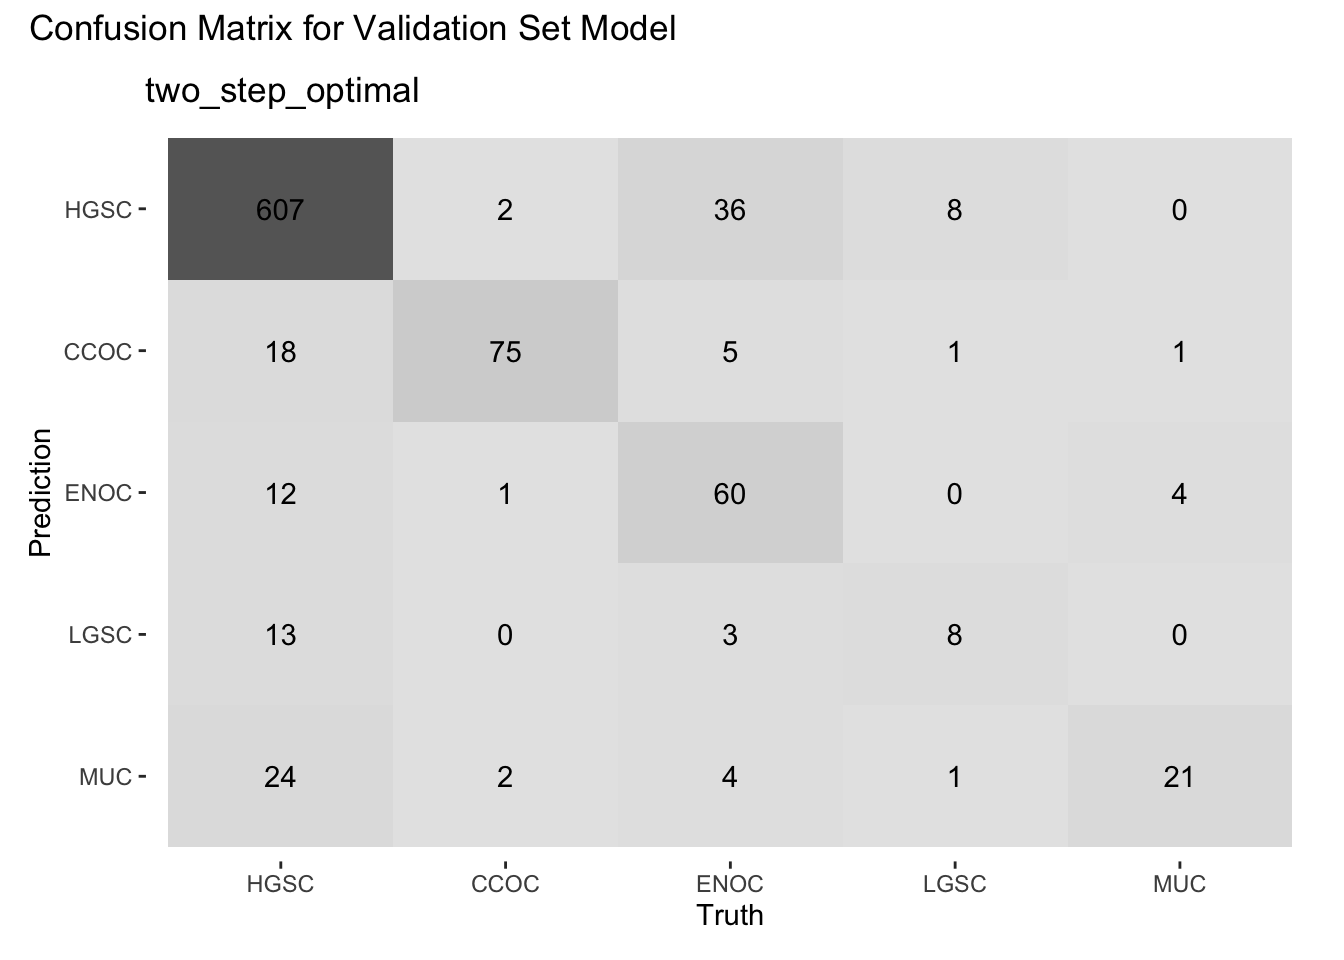 Confusion Matrix for Validation Set Model
two_step_optimal
HGSC 607 2 36 8 0
CCOC 18 75 5 1 1
ENOC 12 1 60 0 4
LGSC 13 0 3 8 0
MUC 24 2 4 1 21
HGSC CCOC ENOC LGSC MUC
Truth
Prediction